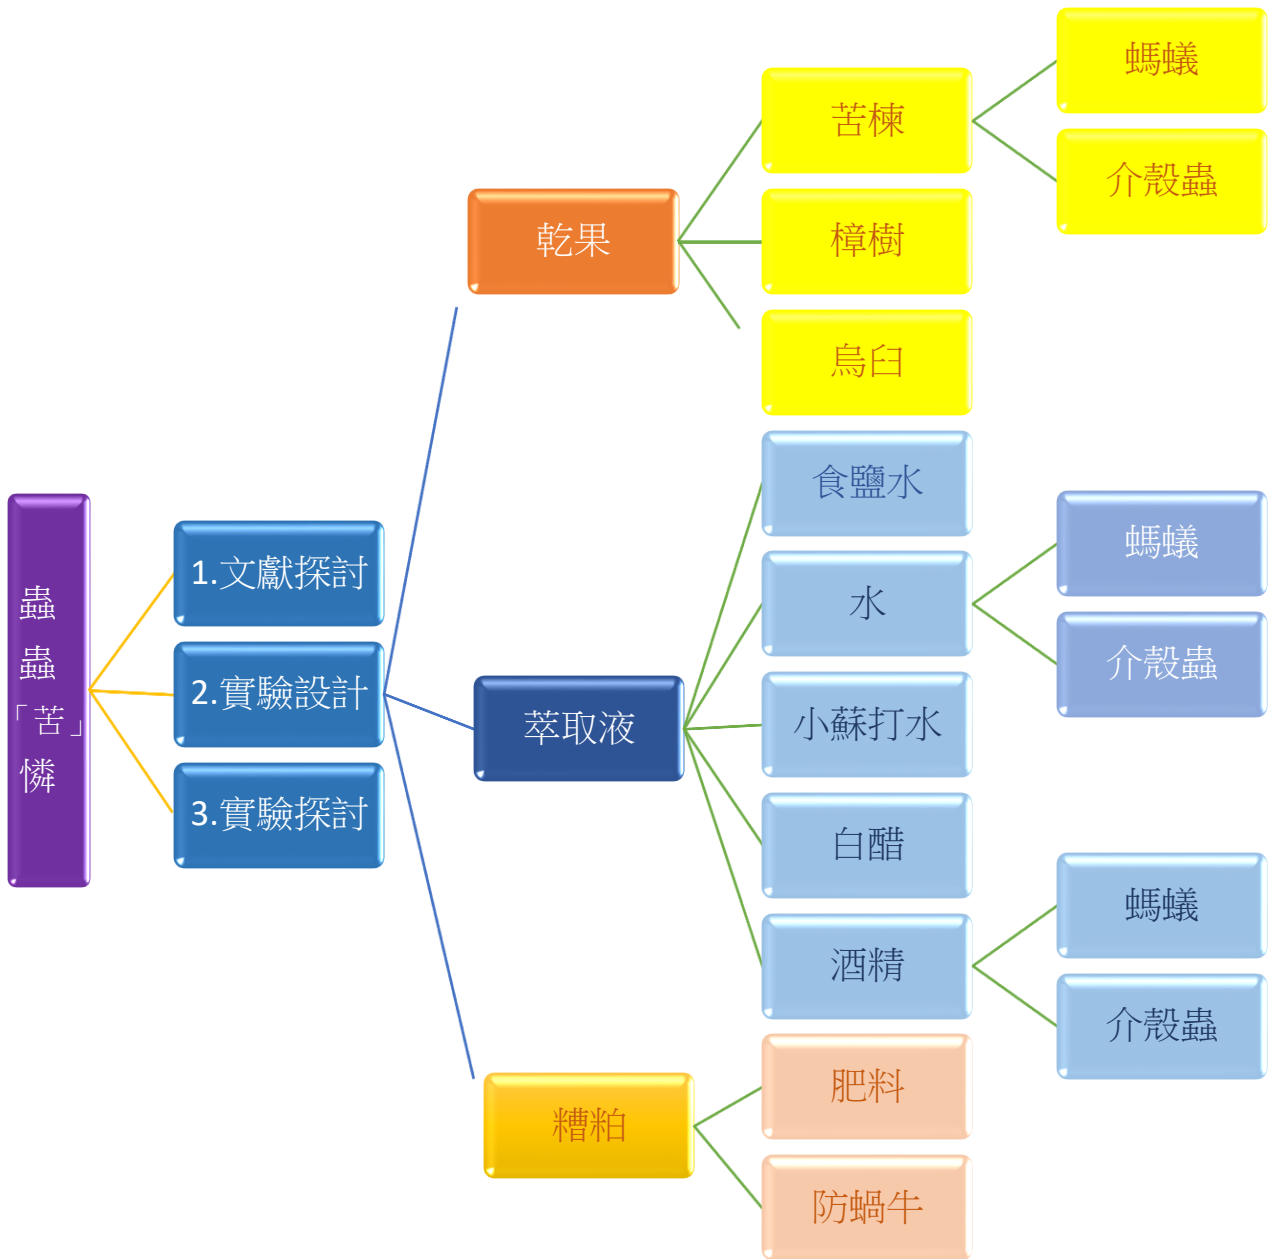 蟲
蟲
「苦」
憐
1.文獻探討
2.實驗設計
3.實驗探討
乾果
苦楝
螞蟻
介殼蟲
樟樹
烏臼
萃取液
食鹽水
水
螞蟻
介殼蟲
小蘇打水
白醋
酒精
螞蟻
介殼蟲
糟粕
肥料
防蝸牛